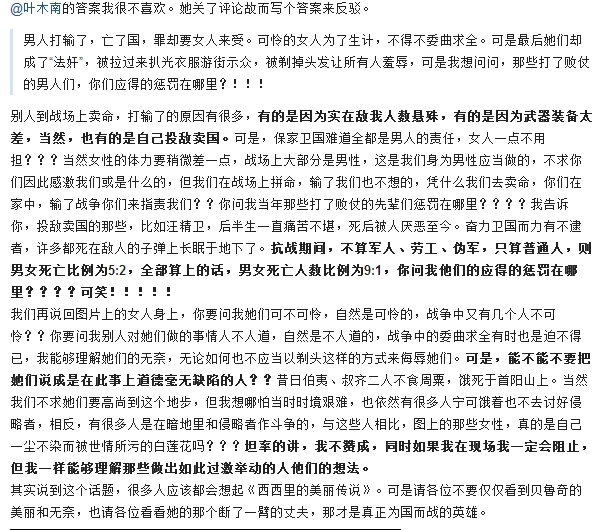 @叶木南的答案我很不喜欢。她关了评论故而写个答案来反驳。
男人打输了，亡了国，罪却要女人来受。可怜的女人为了生计，不得不委曲求全。可是最后她们却
成了“法奸”，被拉过来扒光衣服游街示众，被剃掉头发让所有人羞辱，可是我想问问，那些打了败仗
的男人们，你们应得的惩罚在哪里？！！！
别人到战场上卖命，打输了的原因有很多，有的是因为实在敌我人数悬殊，有的是因为武器装备太
差，当然，也有的是自己投敌卖国。可是，保家卫国难道全都是男人的责任，女人一点不用
担？？？当然女性的体力要稍微差一点，战场上大部分是男性，这是我们身为男性应当做的，不求你
们因此感激我们或是什么的，但我们在战场上拼命，输了我们也不想的，凭什么我们去卖命，你们在
家中，输了战争你们来指责我们？？你问我当年那些打了败仗的先辈们惩罚在哪里？？？？我告诉
你，投敌卖国的那些，比如汪精卫，后半生一直痛苦不堪，死后被人厌恶至今。奋力卫国而力有不逮
者，许多都死在敌人的子弹上长眠于地下了。抗战期间，不算军人、劳工、伪军，只算普通人，则
男女死亡比例为5:2，全部算上的话，男女死亡人数比例为9:1，你问我他们的应得的惩罚在哪
里？？？？可笑！！！！！
我们再说回图片上的女人身上，你要问我她们可不可怜，自然是可怜的，战争中又有几个人不可
怜？？你要问我别人对她们做的事情人不人道，自然是不人道的，战争中的委曲求全有时也是迫不得
已，我能够理解她们的无奈，无论如何也不应当以剃头这样的方式来侮辱她们。可是，能不能不要把
她们说成是在此事上道德毫无缺陷的人？？昔日伯夷、叔齐二人不食周粟，饿死于首阳山上。当然
我们不求她们要高尚到这个地步，但我想哪怕当时时境艰难，也依然有很多人宁可饿着也不去讨好侵
略者，相反，有很多人是在暗地里和侵略者作斗争的，与这些人相比，图上的那些女性，真的是自己
一尘不染而被世情所污的白莲花吗？？？坦率的讲，我不赞成，同时如果我在现场我一定会阻止，
但我一样能够理解那些做出如此过激举动的人他们的想法。
其实说到这个话题，很多人应该都会想起《西西里的美丽传说》。可是请各位不要仅仅看到贝鲁奇的
美丽和无奈，也请各位看看她的那个断了一臂的丈夫，那才是真正为国而战的英雄。